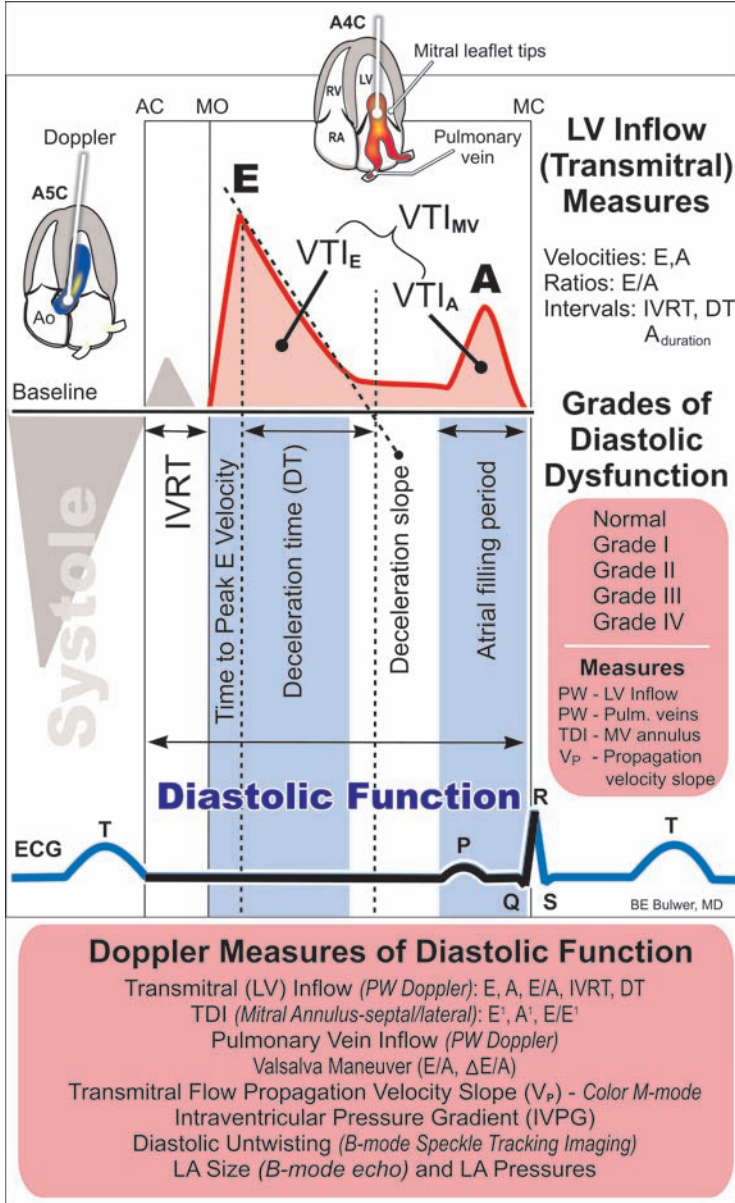 A4C
Mitral leaflet tips
RV
LV
RA
Pulmonary
vein
AC
MO
MC
Doppler
A5C
Ao
E
VTI_MV
VTI_E
VTI_A
A
LV Inflow
(Transmitral)
Measures
Velocities: E,A
Ratios: E/A
Intervals: IVRT, DT
A_duration
Baseline
Systole
IVRT
Time to Peak E Velocity
Deceleration time (DT)
Deceleration slope
Atrial filling period
Grades of
Diastolic
Dysfunction
Normal
Grade I
Grade II
Grade III
Grade IV
Measures
PW - LV Inflow
PW - Pulm. veins
TDI - MV annulus
V_P - Propagation
velocity slope
Diastolic Function
ECG
T
P
R
Q
S
T
BE Bulwer, MD
Doppler Measures of Diastolic Function
Transmitral (LV) Inflow (PW Doppler): E, A, E/A, IVRT, DT
TDI (Mitral Annulus-septal/lateral): E¹, A¹, E/E¹
Pulmonary Vein Inflow (PW Doppler)
Valsalva Maneuver (E/A, ΔE/A)
Transmitral Flow Propagation Velocity Slope (V_P) - Color M-mode
Intraventricular Pressure Gradient (IVPG)
Diastolic Untwisting (B-mode Speckle Tracking Imaging)
LA Size (B-mode echo) and LA Pressures